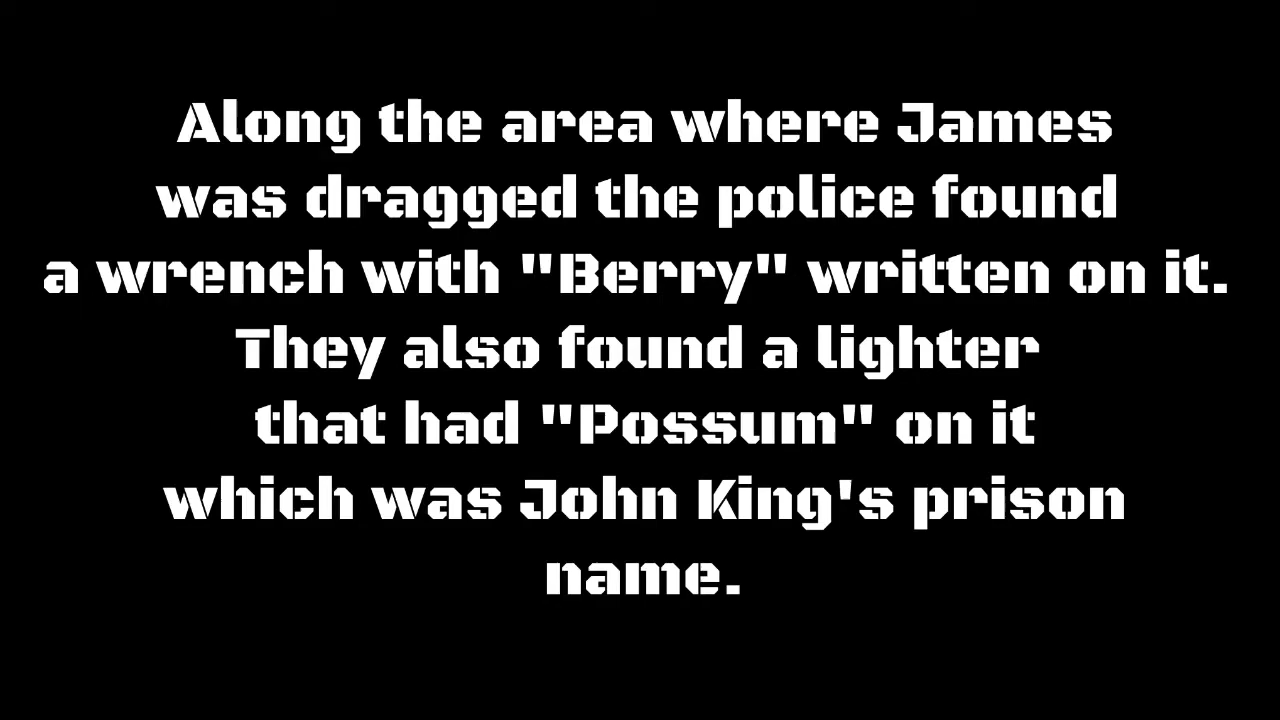 Along the area where James
was dragged the police found
a wrench with "Berry" written on it.
They also found a lighter
that had "Possum" on it
which was John King's prison
name.